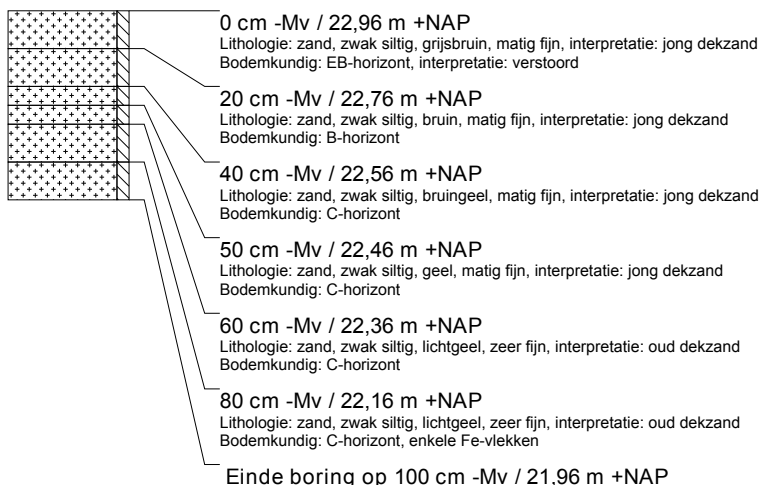 0 cm -Mv / 22,96 m +NAP
Lithologie: zand, zwak siltig, grijsbruin, matig fijn, interpretatie: jong dekzand
Bodemkundig: EB-horizont, interpretatie: verstoord
20 cm -Mv / 22,76 m +NAP
Lithologie: zand, zwak siltig, bruin, matig fijn, interpretatie: jong dekzand
Bodemkundig: B-horizont
40 cm -Mv / 22,56 m +NAP
Lithologie: zand, zwak siltig, bruingeel, matig fijn, interpretatie: jong dekzand
Bodemkundig: C-horizont
50 cm -Mv / 22,46 m +NAP
Lithologie: zand, zwak siltig, geel, matig fijn, interpretatie: jong dekzand
Bodemkundig: C-horizont
60 cm -Mv / 22,36 m +NAP
Lithologie: zand, zwak siltig, lichtgeel, zeer fijn, interpretatie: oud dekzand
Bodemkundig: C-horizont
80 cm -Mv / 22,16 m +NAP
Lithologie: zand, zwak siltig, lichtgeel, zeer fijn, interpretatie: oud dekzand
Bodemkundig: C-horizont, enkele Fe-vlekken
Einde boring op 100 cm -Mv / 21,96 m +NAP